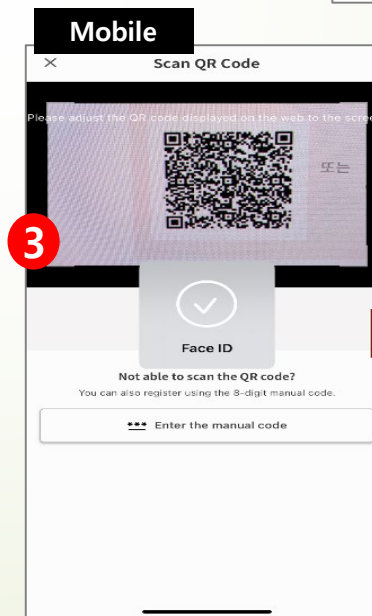 Mobile
Scan QR Code
Please adjust the QR code displayed on the web to the scree
또는
3
Face ID
Not able to scan the QR code?
You can also register using the 8-digit manual code.
*** Enter the manual code